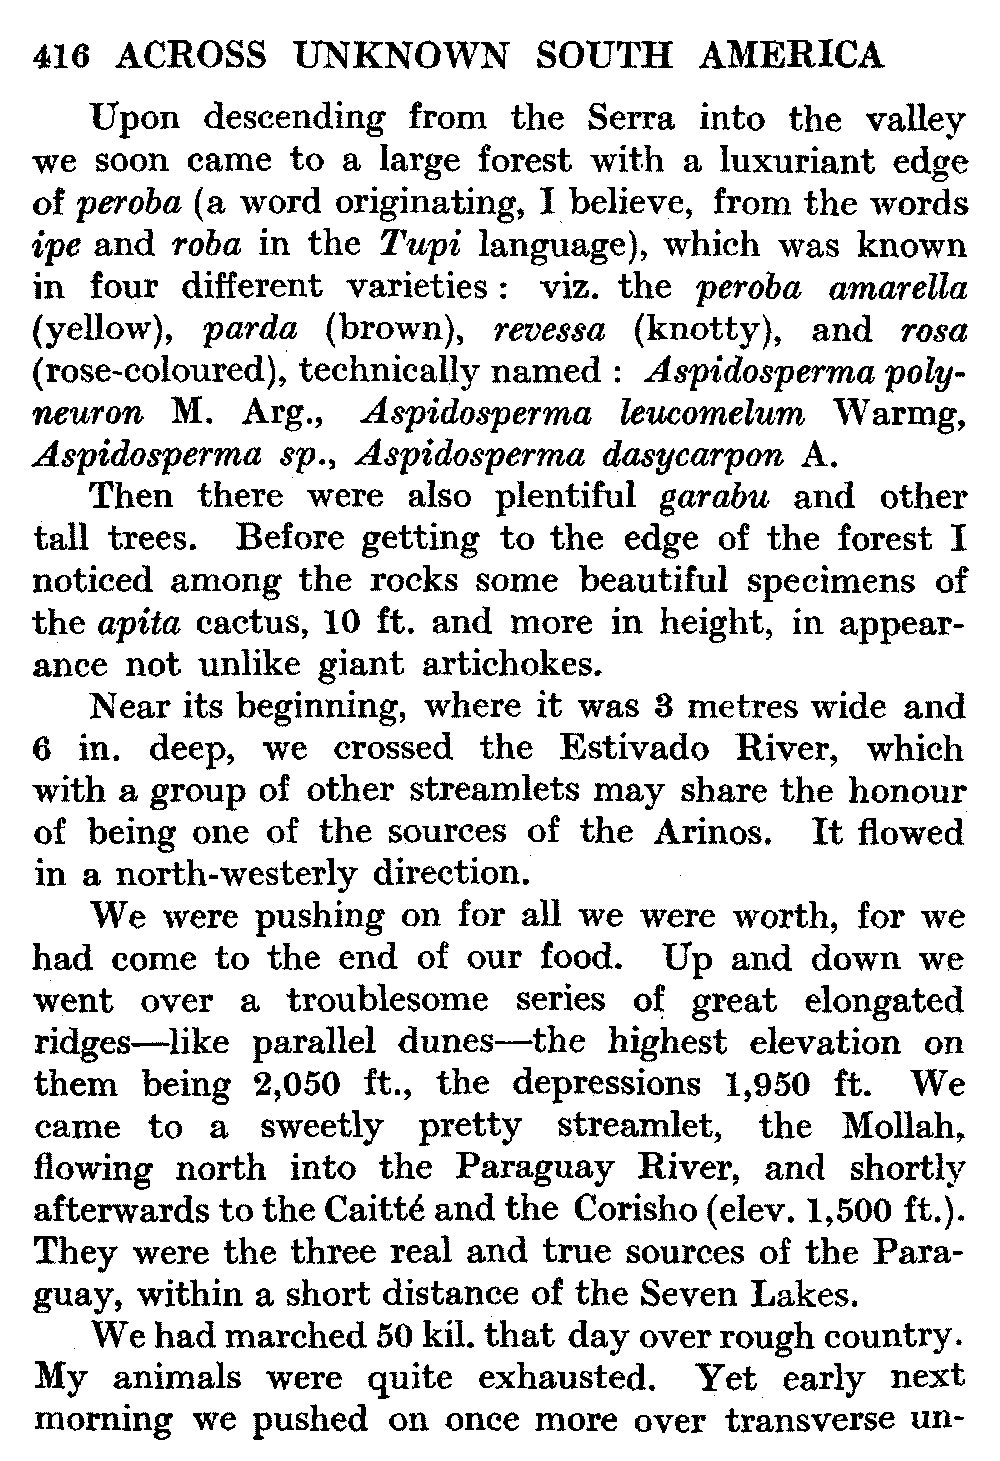 416 ACROSS UNKNOWN SOUTH AMERICA
Upon descending from the Serra into the valley
we soon came to a large forest with a luxuriant edge
of peroba (a word originating, I believe, from the words
ipe and roba in the Tupi language), which was known
in four different varieties : viz. the peroba amarella
(yellow), parda (brown), revessa (knotty), and rosa
(rose-coloured), technically named : Aspidosperma poly-
neuron M. Arg., Aspidosperma leucomelum Warmg,
Aspidosperma sp., Aspidosperma dasycarpon A.
Then there were also plentiful garabu and other
tall trees. Before getting to the edge of the forest I
noticed among the rocks some beautiful specimens of
the apita cactus, 10 ft. and more in height, in appear-
ance not unlike giant artichokes.
Near its beginning, where it was 3 metres wide and
6 in. deep, we crossed the Estivado River, which
with a group of other streamlets may share the honour
of being one of the sources of the Arinos. It flowed
in a north-westerly direction.
We were pushing on for all we were worth, for we
had come to the end of our food. Up and down we
went over a troublesome series of great elongated
ridges—like parallel dunes—the highest elevation on
them being 2,050 ft., the depressions 1,950 ft. We
came to a sweetly pretty streamlet, the Mollah,
flowing north into the Paraguay River, and shortly
afterwards to the Caitté and the Corisho (elev. 1,500 ft.).
They were the three real and true sources of the Para-
guay, within a short distance of the Seven Lakes.
We had marched 50 kil. that day over rough country.
My animals were quite exhausted. Yet early next
morning we pushed on once more over transverse un-